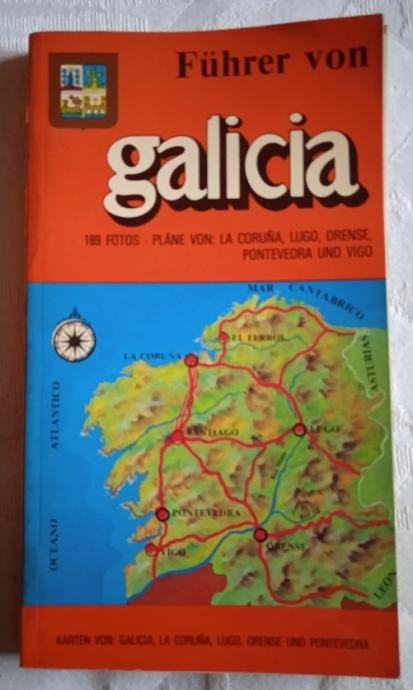 Führer von
galicia
189 FOTOS · PLÄNE VON: LA CORUÑA, LUGO, ORENSE,
PONTEVEDRA UND VIGO
MAR CANTABRICO
EL FERROL
ASTURIAS
LA CORUÑA
ATLANTICO
SANTIAGO
LUGO
PONTEVEDRA
OCEANO
VIGO
ORENSE
LEON
KARTEN VON: GALICIA, LA CORUÑA, LUGO, ORENSE UND PONTEVEDRA